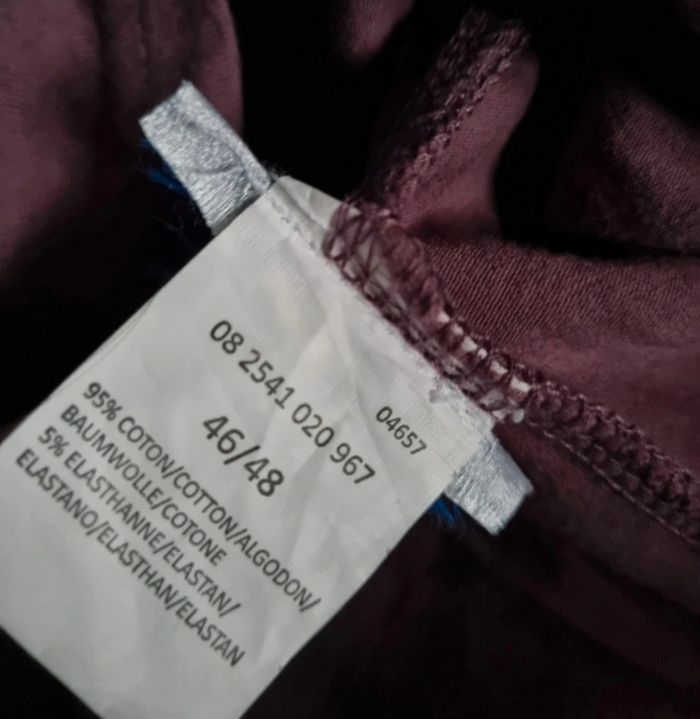 04657
08 2541 020 967
46/48
95% COTON/COTTON/ALGODON/
BAUMWOLLE/COTONE
5% ELASTHANNE/ELASTAN/
ELASTANO/ELASTHAN/ELASTAN